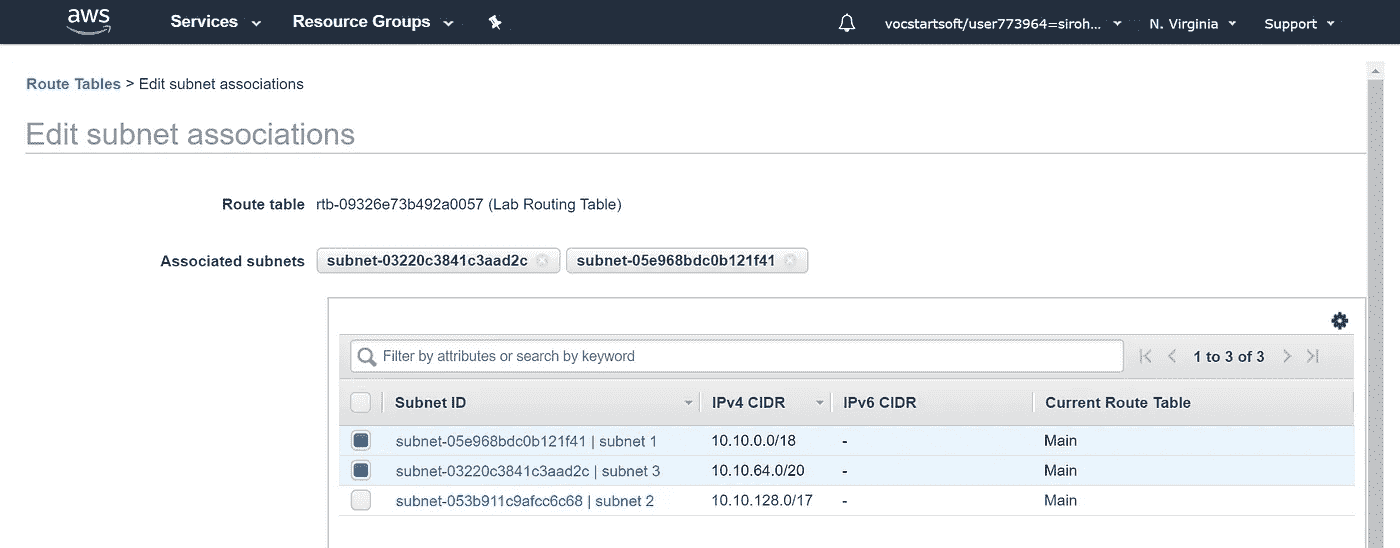 aws Services Resource Groups vocstartsoft/user773964=siroh... N. Virginia Support
Route Tables > Edit subnet associations
Edit subnet associations
Route table rtb-09326e73b492a0057 (Lab Routing Table)
Associated subnets subnet-03220c3841c3aad2c subnet-05e968bdc0b121f41
Filter by attributes or search by keyword 1 to 3 of 3
Subnet ID IPv4 CIDR IPv6 CIDR Current Route Table
subnet-05e968bdc0b121f41 | subnet 1 10.10.0.0/18 - Main
subnet-03220c3841c3aad2c | subnet 3 10.10.64.0/20 - Main
subnet-053b911c9afcc6c68 | subnet 2 10.10.128.0/17 - Main